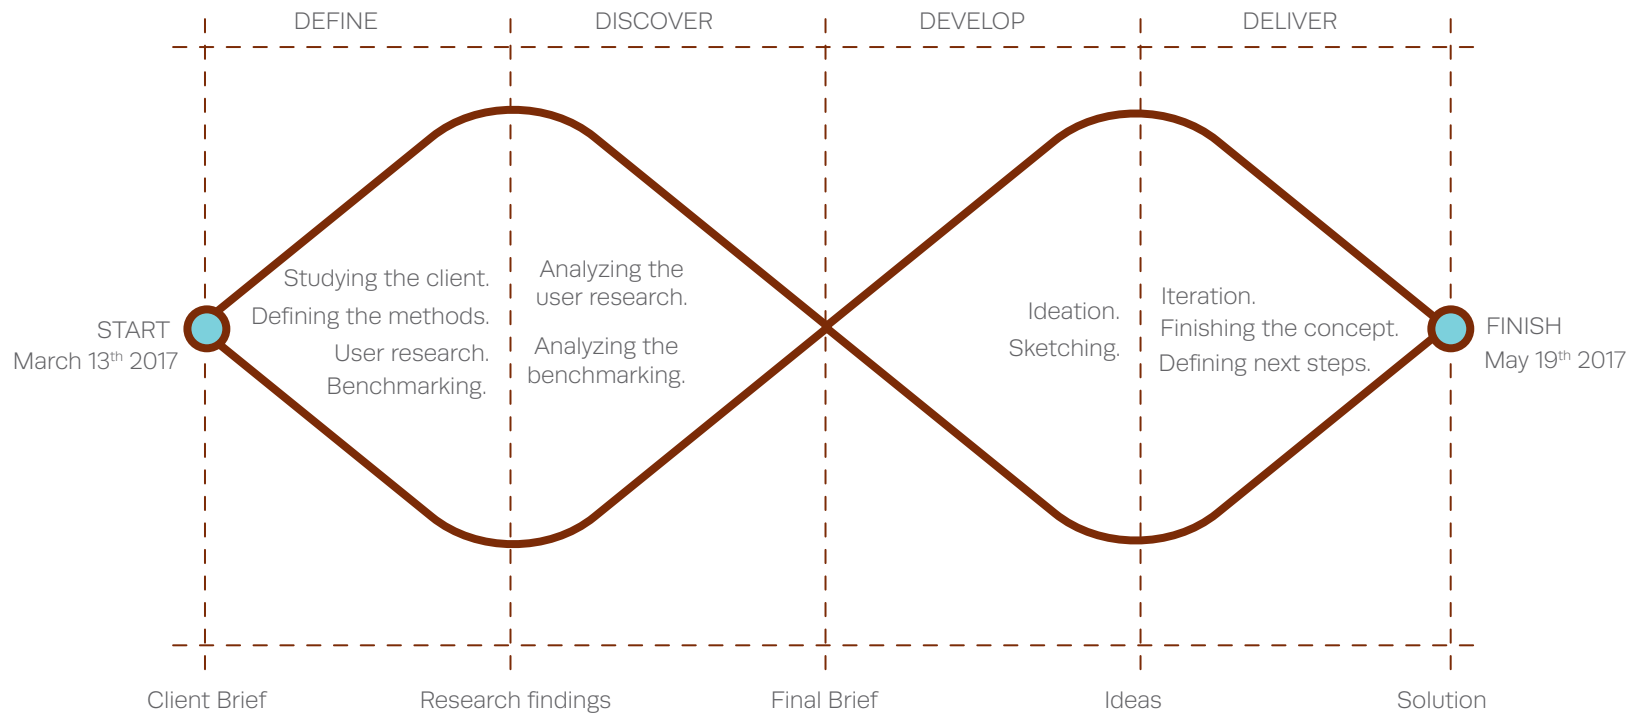 DEFINE
DISCOVER
DEVELOP
DELIVER
START
March 13th 2017
Studying the client.
Defining the methods.
User research.
Benchmarking.
Analyzing the
user research.
Analyzing the
benchmarking.
Ideation.
Sketching.
Iteration.
Finishing the concept.
Defining next steps.
FINISH
May 19th 2017
Client Brief
Research findings
Final Brief
Ideas
Solution